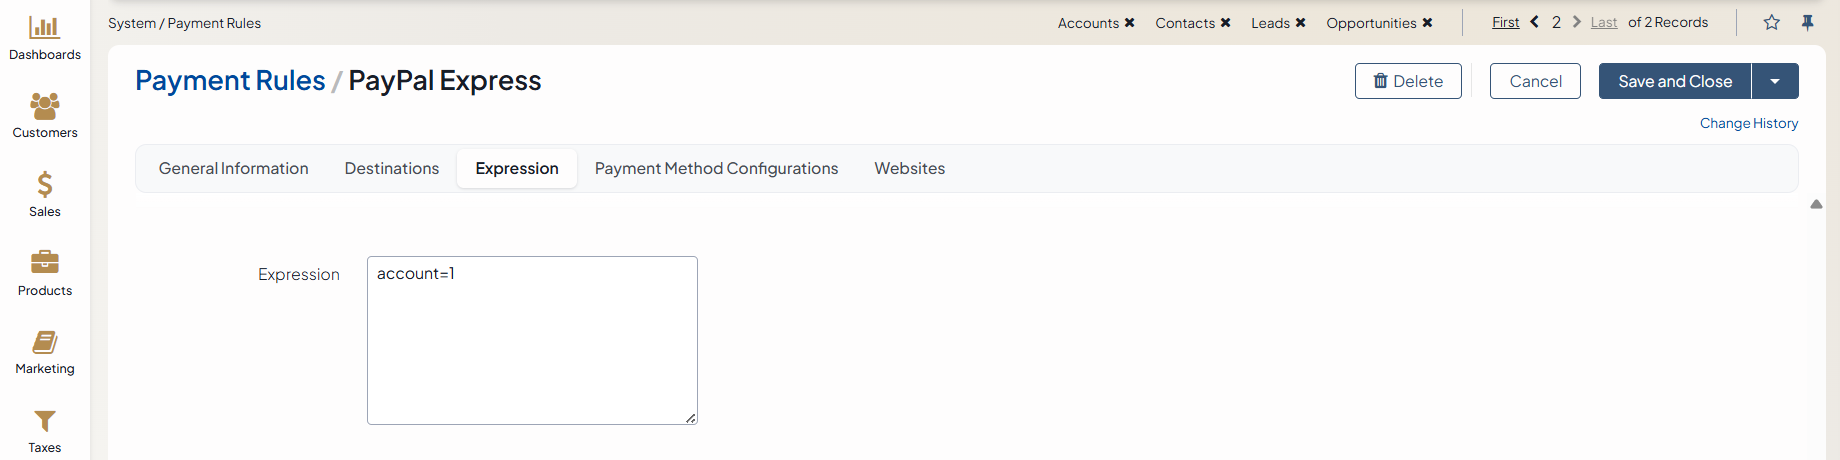 Dashboards
Customers
Sales
Products
Marketing
Taxes
System / Payment Rules
Accounts ✖ Contacts ✖ Leads ✖ Opportunities ✖
First 2 Last of 2 Records
Payment Rules / PayPal Express
Delete Cancel Save and Close
Change History
General Information Destinations Expression Payment Method Configurations Websites
Expression account=1